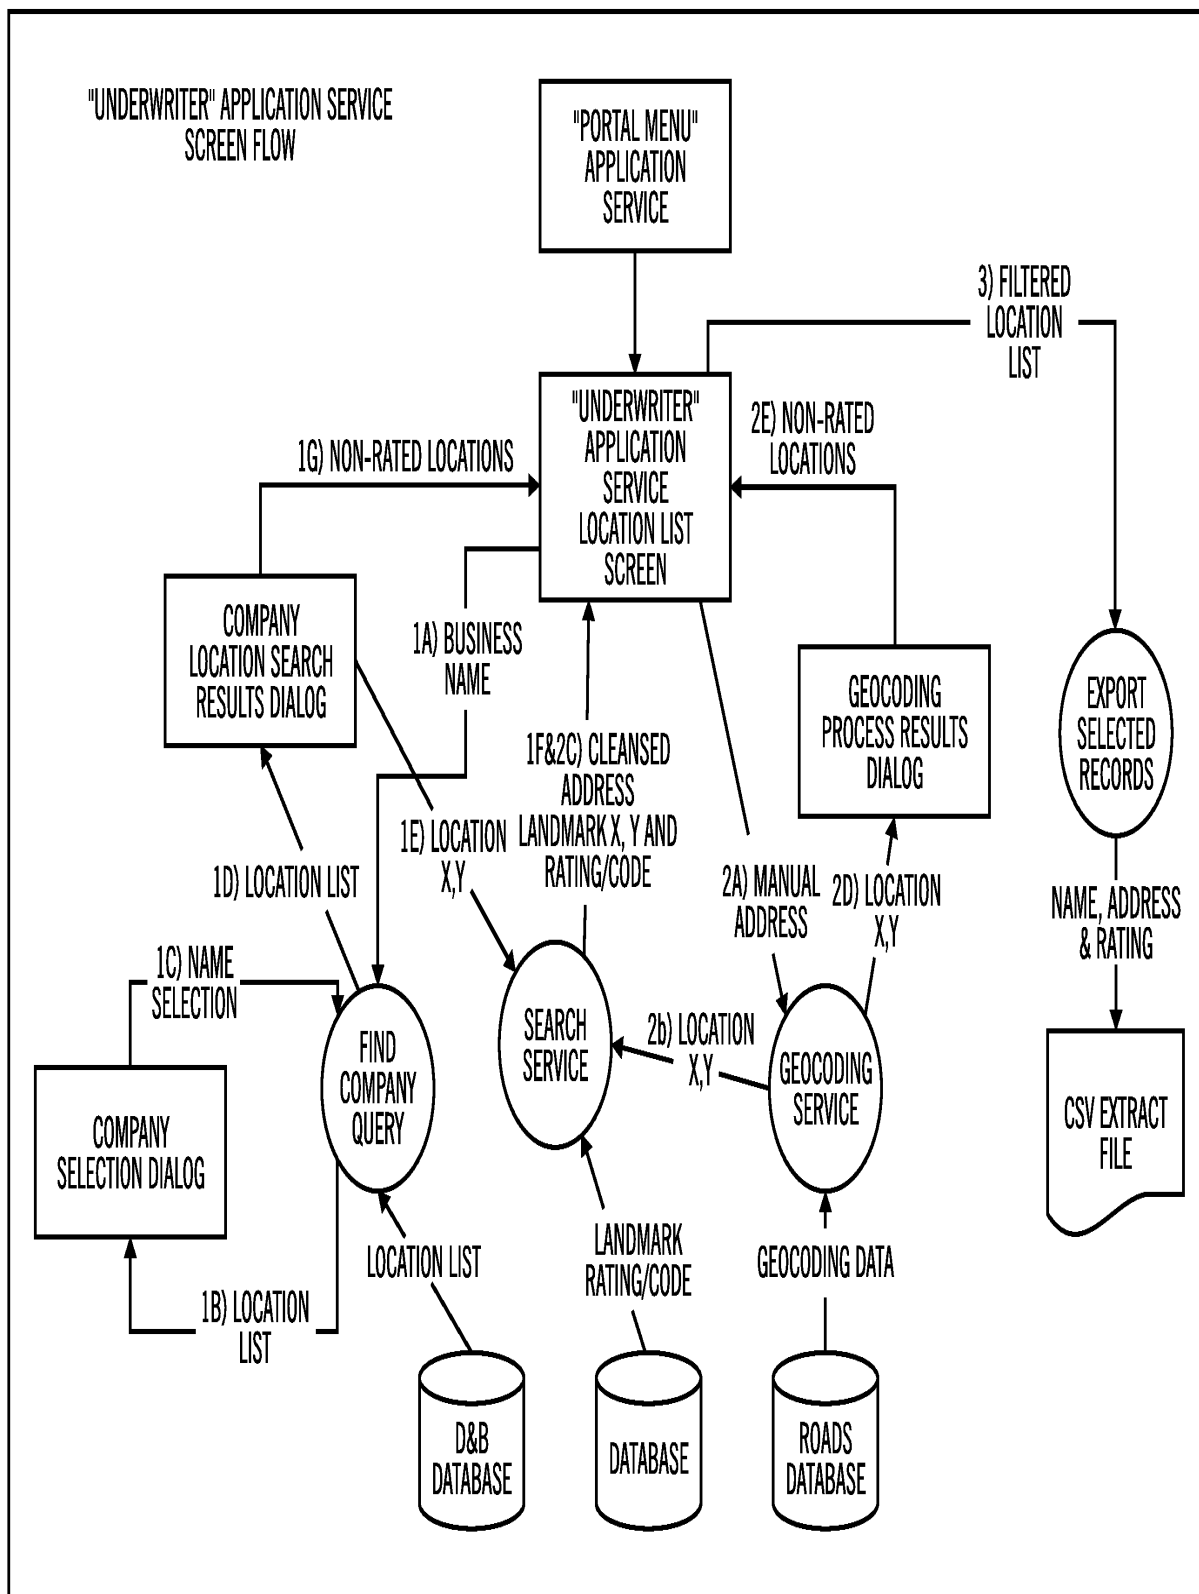 "UNDERWRITER" APPLICATION SERVICE
SCREEN FLOW
"PORTAL MENU"
APPLICATION
SERVICE
3) FILTERED
LOCATION
LIST
"UNDERWRITER"
APPLICATION
SERVICE
LOCATION LIST
SCREEN
2E) NON-RATED
LOCATIONS
1G) NON-RATED LOCATIONS
COMPANY
LOCATION SEARCH
RESULTS DIALOG
1A) BUSINESS
NAME
GEOCODING
PROCESS RESULTS
DIALOG
EXPORT
SELECTED
RECORDS
1F&2C) CLEANSED
ADDRESS
LANDMARK X, Y AND
RATING/CODE
1E) LOCATION
X,Y
1D) LOCATION LIST
2A) MANUAL
ADDRESS
2D) LOCATION
X,Y
NAME, ADDRESS
& RATING
1C) NAME
SELECTION
FIND
COMPANY
QUERY
SEARCH
SERVICE
2b) LOCATION
X,Y
GEOCODING
SERVICE
COMPANY
SELECTION DIALOG
CSV EXTRACT
FILE
LOCATION LIST
LANDMARK
RATING/CODE
GEOCODING DATA
1B) LOCATION
LIST
D&B
DATABASE
DATABASE
ROADS
DATABASE